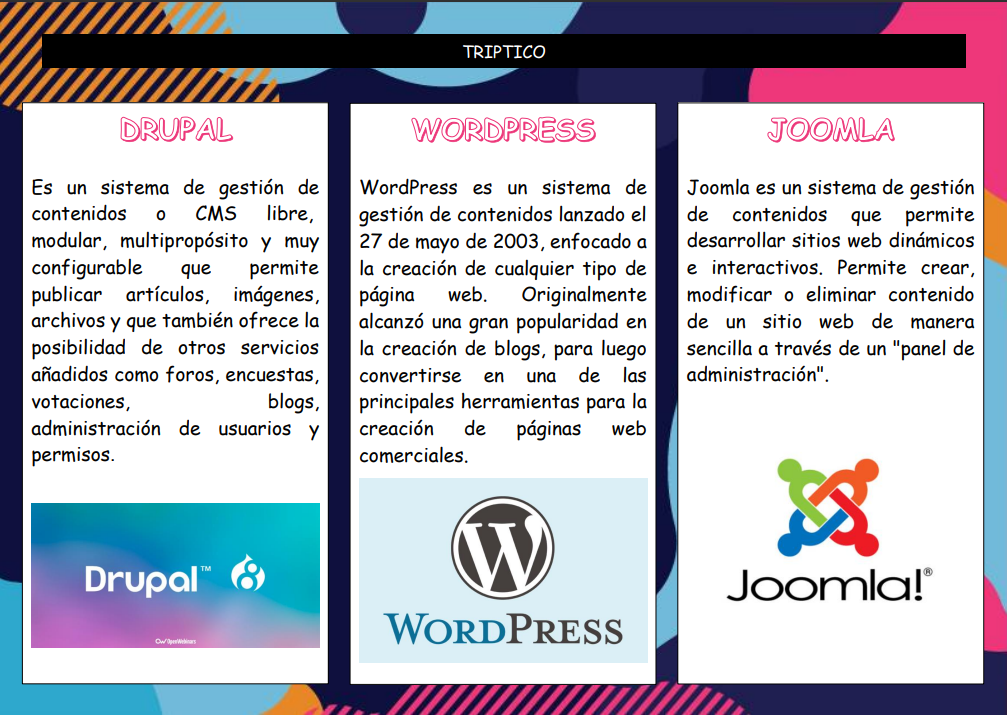 TRIPTICO
DRUPAL
Es un sistema de gestión de
contenidos o CMS libre,
modular, multipropósito y muy
configurable que permite
publicar artículos, imágenes,
archivos y que también ofrece la
posibilidad de otros servicios
añadidos como foros, encuestas,
votaciones, blogs,
administración de usuarios y
permisos.
Drupal™
OpenWebinars
WORDPRESS
WordPress es un sistema de
gestión de contenidos lanzado el
27 de mayo de 2003, enfocado a
la creación de cualquier tipo de
página web. Originalmente
alcanzó una gran popularidad en
la creación de blogs, para luego
convertirse en una de las
principales herramientas para la
creación de páginas web
comerciales.
W
WORDPRESS
JOOMLA
Joomla es un sistema de gestión
de contenidos que permite
desarrollar sitios web dinámicos
e interactivos. Permite crear,
modificar o eliminar contenido
de un sitio web de manera
sencilla a través de un "panel de
administración".
Joomla!®